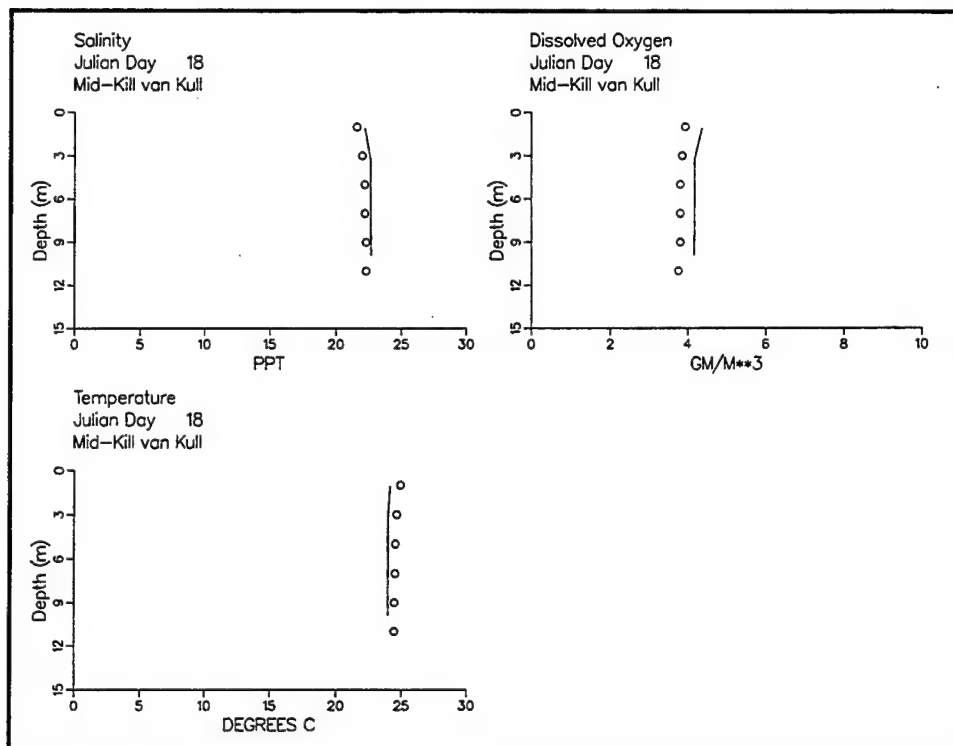 Salinity
Julian Day 18
Mid-Kill van Kull
Depth (m)
0
3
6
9
12
15
0 5 10 15 20 25 30
PPT
Dissolved Oxygen
Julian Day 18
Mid-Kill van Kull
Depth (m)
0
3
6
9
12
15
0 2 4 6 8 10
GM/M**3
Temperature
Julian Day 18
Mid-Kill van Kull
Depth (m)
0
3
6
9
12
15
0 5 10 15 20 25 30
DEGREES C